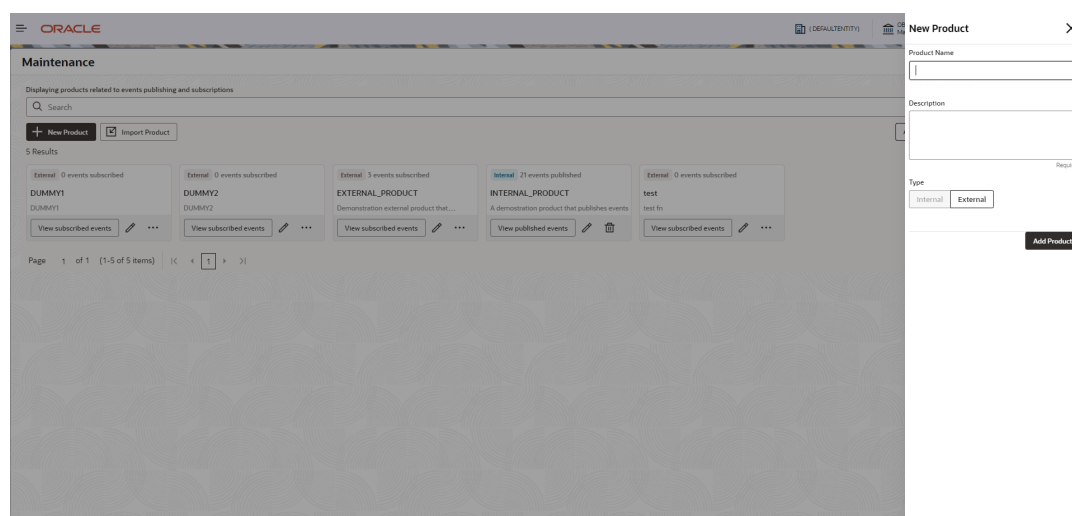 ORACLE
( DEFAULTENTITY)
New Product
Maintenance
Product Name
Displaying products related to events publishing and subscriptions
Search
Description
New Product
Import Product
5 Results
External 0 events subscribed
DUMMY1
DUMMY1
View subscribed events
External 0 events subscribed
DUMMY2
DUMMY2
View subscribed events
External 3 events subscribed
EXTERNAL_PRODUCT
Demonstration external product that...
View subscribed events
Internal 21 events published
INTERNAL_PRODUCT
A demostration product that publishes events
View published events
External 0 events subscribed
test
test fn
View subscribed events
Type
Internal External
Add Product
Page 1 of 1 (1-5 of 5 items) 1